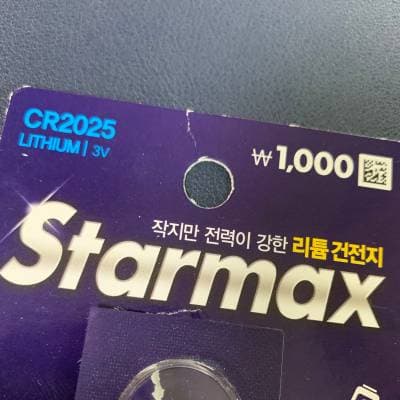 CR2025
LITHIUM | 3V
₩1,000
작지만 전력이 강한 리튬건전지
Starmax